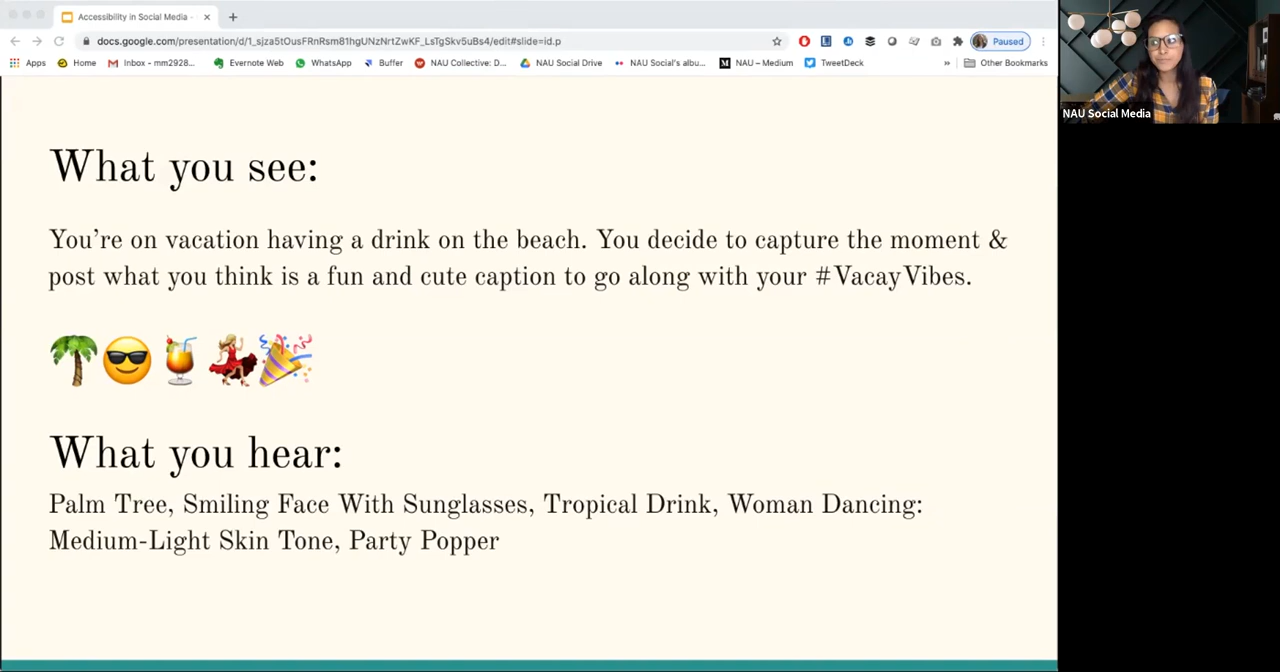 Accessibility in Social Media -
docs.google.com/presentation/d/1_sjza5tOusFRnRsm81hgUNzNrtZwKF_LsTgSkv5uBs4/edit#slide=id.p
Paused
Apps Home Inbox - mm2928... Evernote Web WhatsApp Buffer NAU Collective: D... NAU Social Drive NAU Social's albu... NAU – Medium TweetDeck » Other Bookmarks
NAU Social Media
What you see:
You’re on vacation having a drink on the beach. You decide to capture the moment &
post what you think is a fun and cute caption to go along with your #VacayVibes.
What you hear:
Palm Tree, Smiling Face With Sunglasses, Tropical Drink, Woman Dancing:
Medium-Light Skin Tone, Party Popper